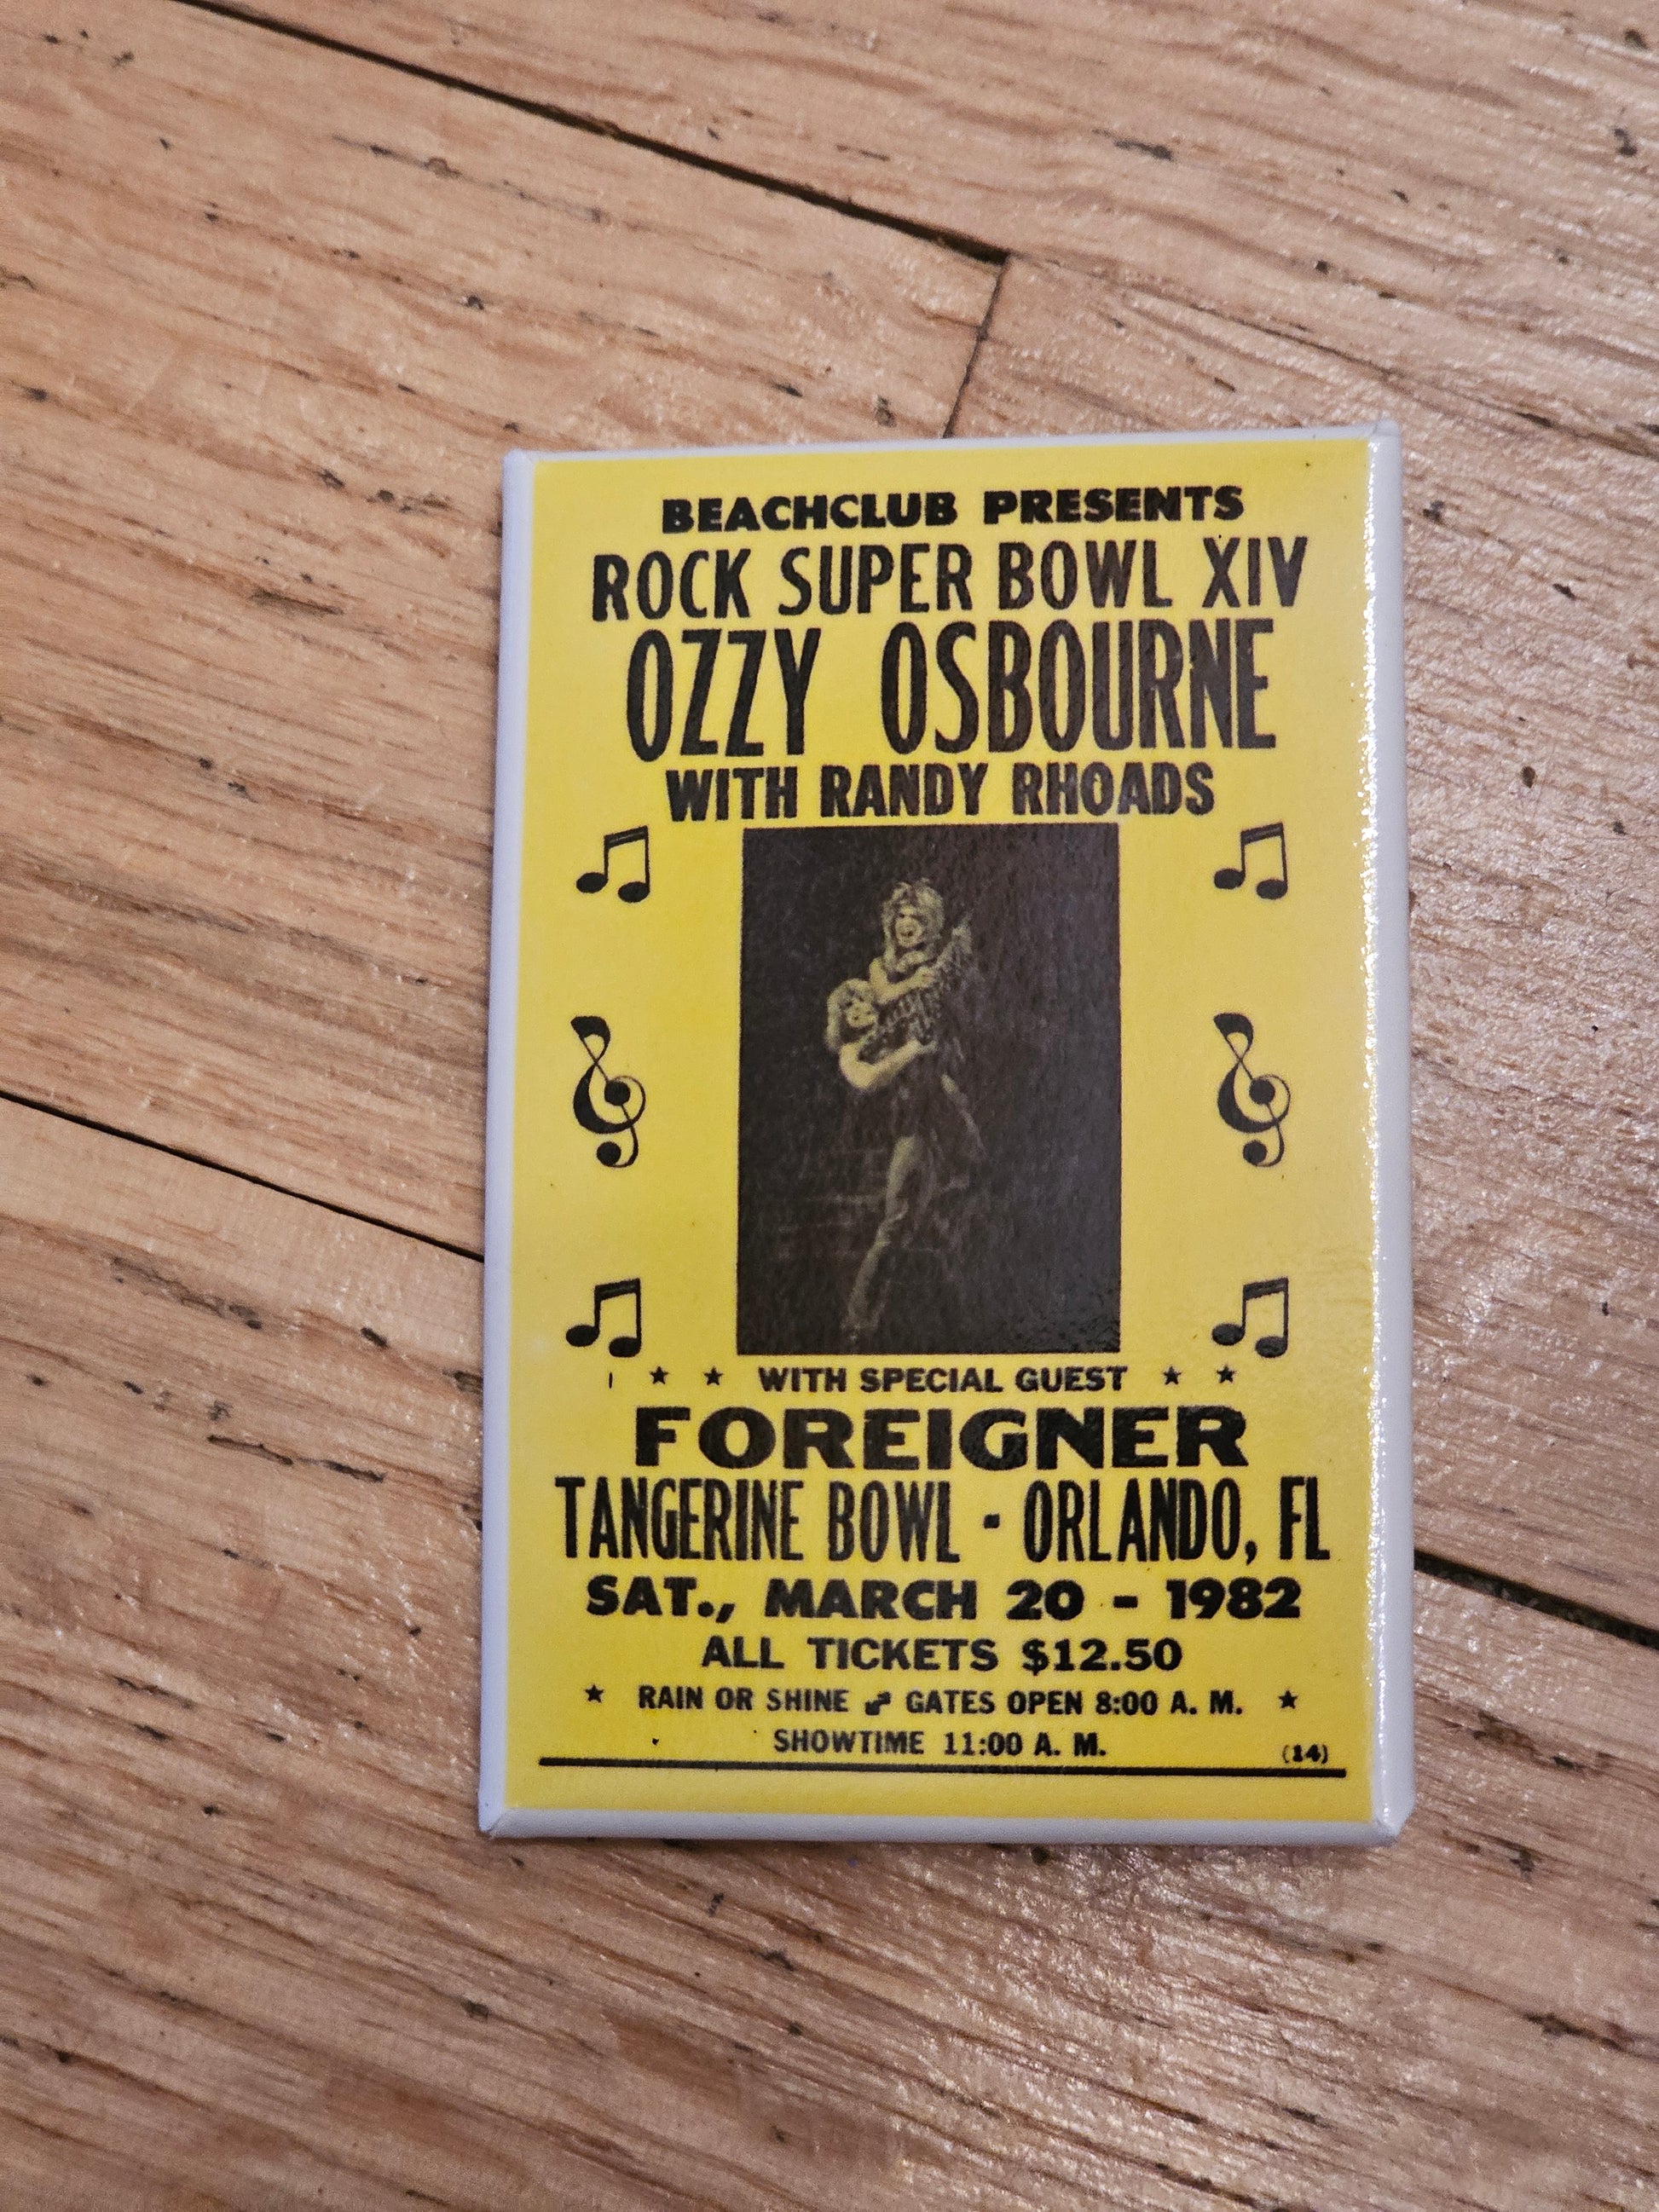 BEACHCLUB PRESENTS
ROCK SUPER BOWL XIV
OZZY OSBOURNE
WITH RANDY RHOADS
★ ★ WITH SPECIAL GUEST ★ ★
FOREIGNER
TANGERINE BOWL - ORLANDO, FL
SAT., MARCH 20 - 1982
ALL TICKETS $12.50
★ RAIN OR SHINE GATES OPEN 8:00 A. M. ★
SHOWTIME 11:00 A. M.
(14)